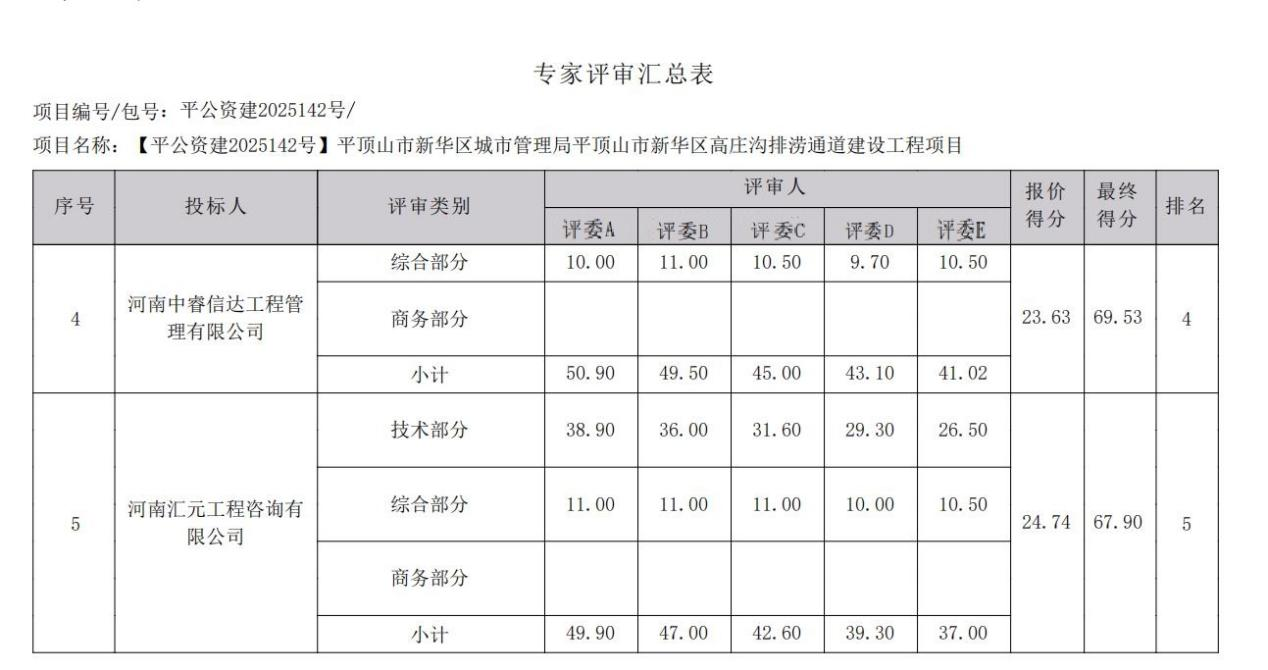 专家评审汇总表
项目编号/包号：平公资建2025142号/
项目名称：【平公资建2025142号】平顶山市新华区城市管理局平顶山市新华区高庄沟排涝通道建设工程项目
序号 投标人 评审类别 评审人 报价得分 最终得分 排名
评委A 评委B 评委C 评委D 评委E
4 河南中睿信达工程管理有限公司 综合部分 10.00 11.00 10.50 9.70 10.50 23.63 69.53 4
商务部分
小计 50.90 49.50 45.00 43.10 41.02
5 河南汇元工程咨询有限公司 技术部分 38.90 36.00 31.60 29.30 26.50 24.74 67.90 5
综合部分 11.00 11.00 11.00 10.00 10.50
商务部分
小计 49.90 47.00 42.60 39.30 37.00